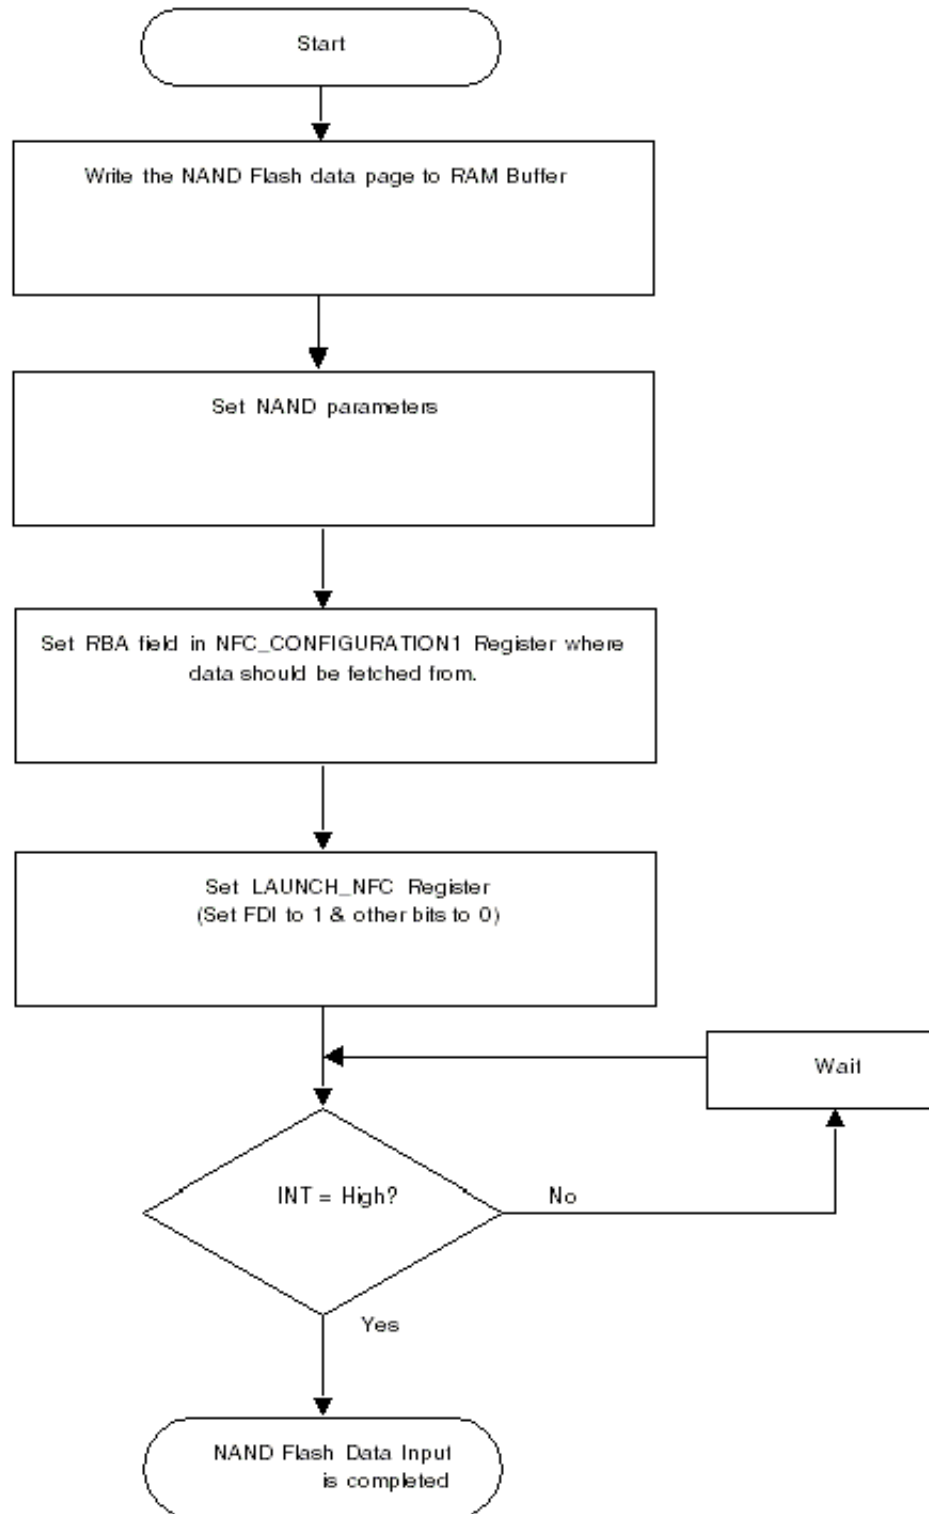 Start
Write the NAND Flash data page to RAM Buffer
Set NAND parameters
Set RBA field in NFC_CONFIGURATION1 Register where
data should be fetched from.
Set LAUNCH_NFC Register
(Set FDI to 1 & other bits to 0)
Wait
INT = High?
No
Yes
NAND Flash Data Input
is completed